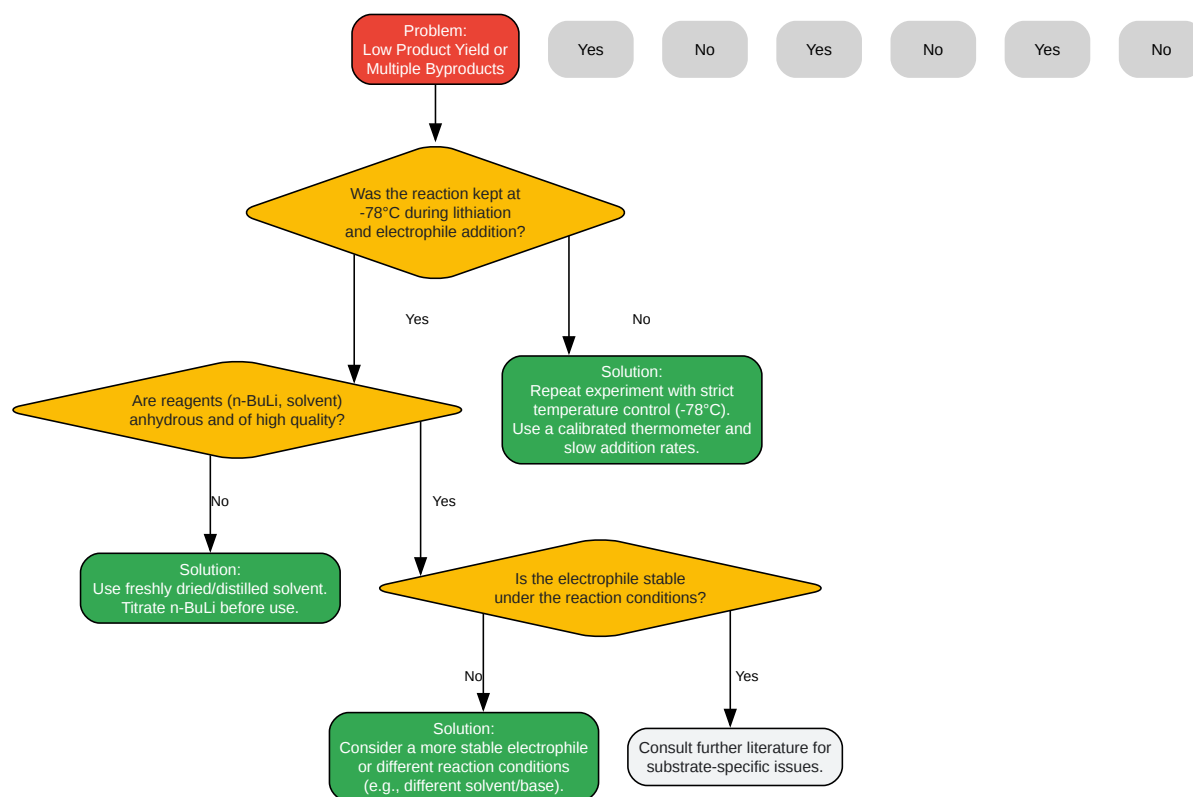 Problem:
Low Product Yield or
Multiple Byproducts
Yes
No
Yes
No
Yes
No
Was the reaction kept at
-78°C during lithiation
and electrophile addition?
Yes
No
Solution:
Repeat experiment with strict
temperature control (-78°C).
Use a calibrated thermometer and
slow addition rates.
Are reagents (n-BuLi, solvent)
anhydrous and of high quality?
No
Yes
Solution:
Use freshly dried/distilled solvent.
Titrate n-BuLi before use.
Is the electrophile stable
under the reaction conditions?
No
Yes
Solution:
Consider a more stable electrophile
or different reaction conditions
(e.g., different solvent/base).
Consult further literature for
substrate-specific issues.